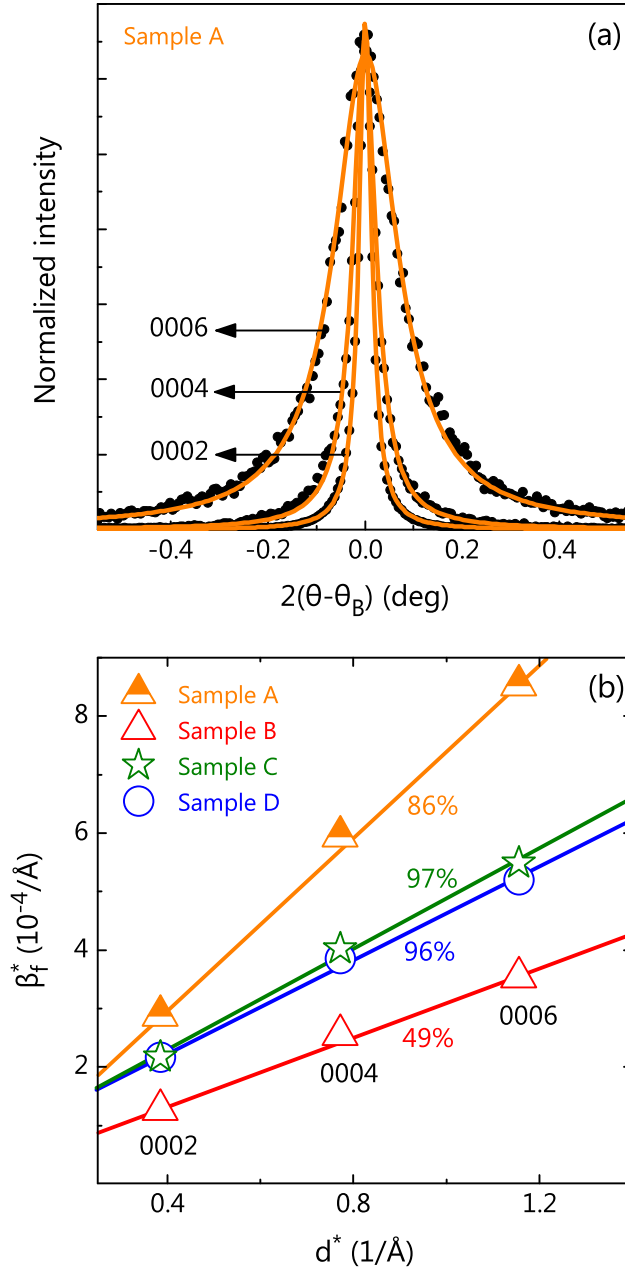 Sample A
(a)
Normalized intensity
0006
0004
0002
-0.4 -0.2 0.0 0.2 0.4
2(θ-θ_B) (deg)
(b)
Sample A
Sample B
Sample C
Sample D
8
6
4
2
86%
97%
96%
49%
0006
0004
0002
β_f^* (10^-4/Å)
0.4 0.8 1.2
d^* (1/Å)